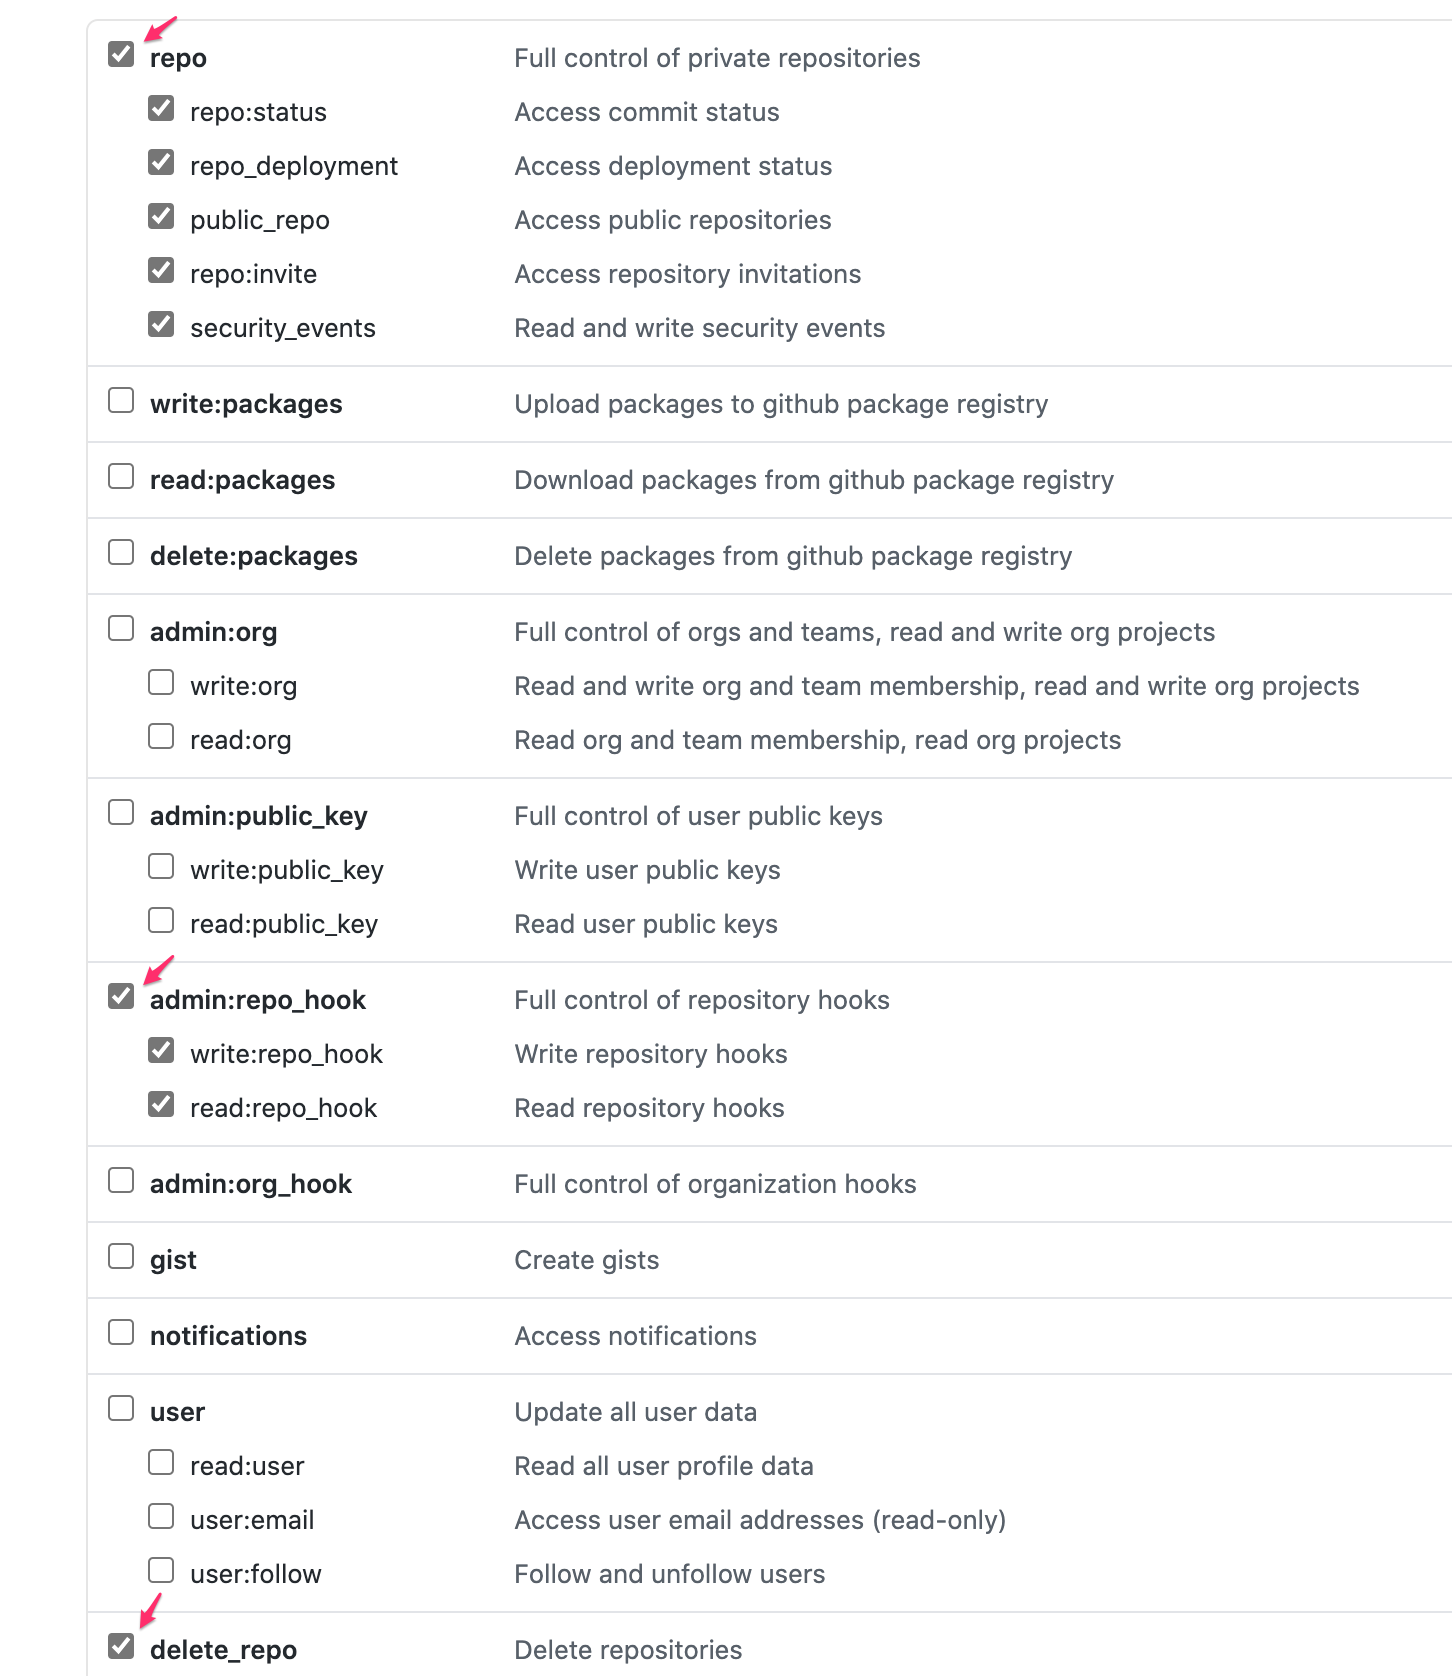 repo Full control of private repositories
repo:status Access commit status
repo_deployment Access deployment status
public_repo Access public repositories
repo:invite Access repository invitations
security_events Read and write security events
write:packages Upload packages to github package registry
read:packages Download packages from github package registry
delete:packages Delete packages from github package registry
admin:org Full control of orgs and teams, read and write org projects
write:org Read and write org and team membership, read and write org projects
read:org Read org and team membership, read org projects
admin:public_key Full control of user public keys
write:public_key Write user public keys
read:public_key Read user public keys
admin:repo_hook Full control of repository hooks
write:repo_hook Write repository hooks
read:repo_hook Read repository hooks
admin:org_hook Full control of organization hooks
gist Create gists
notifications Access notifications
user Update all user data
read:user Read all user profile data
user:email Access user email addresses (read-only)
user:follow Follow and unfollow users
delete_repo Delete repositories